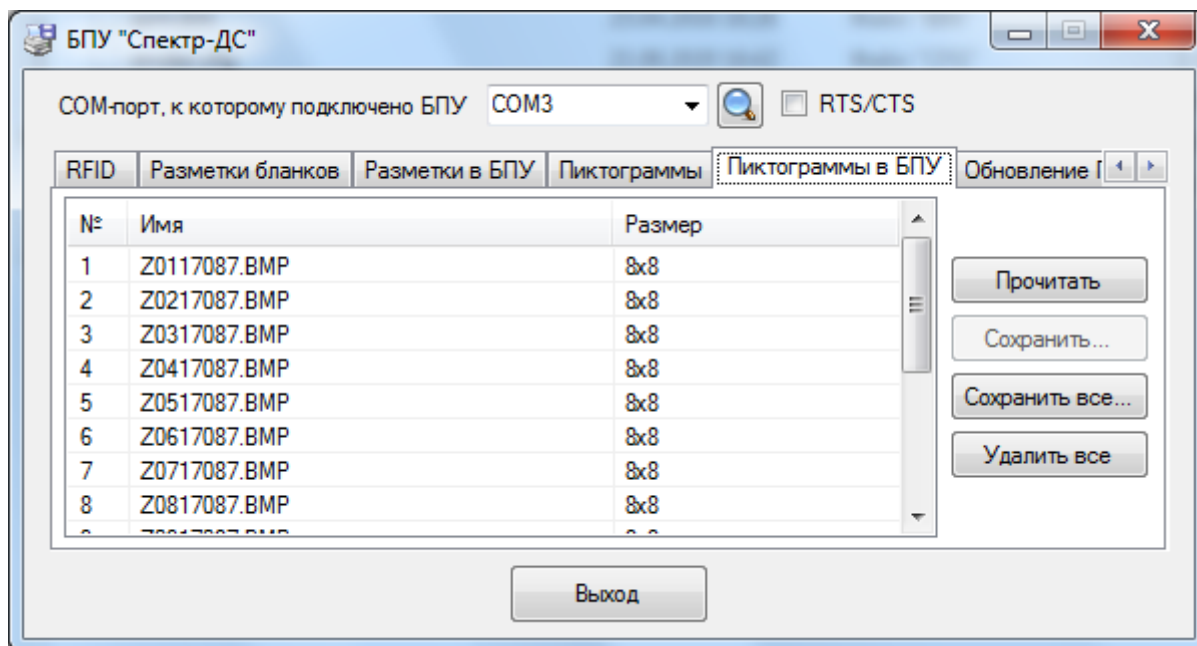 БПУ "Спектр-ДС"
COM-порт, к которому подключено БПУ COM3 RTS/CTS
RFID Разметки бланков Разметки в БПУ Пиктограммы Пиктограммы в БПУ Обновление
№ Имя Размер
1 Z0117087.BMP 8x8
2 Z0217087.BMP 8x8
3 Z0317087.BMP 8x8
4 Z0417087.BMP 8x8
5 Z0517087.BMP 8x8
6 Z0617087.BMP 8x8
7 Z0717087.BMP 8x8
8 Z0817087.BMP 8x8
Прочитать
Сохранить...
Сохранить все...
Удалить все
Выход